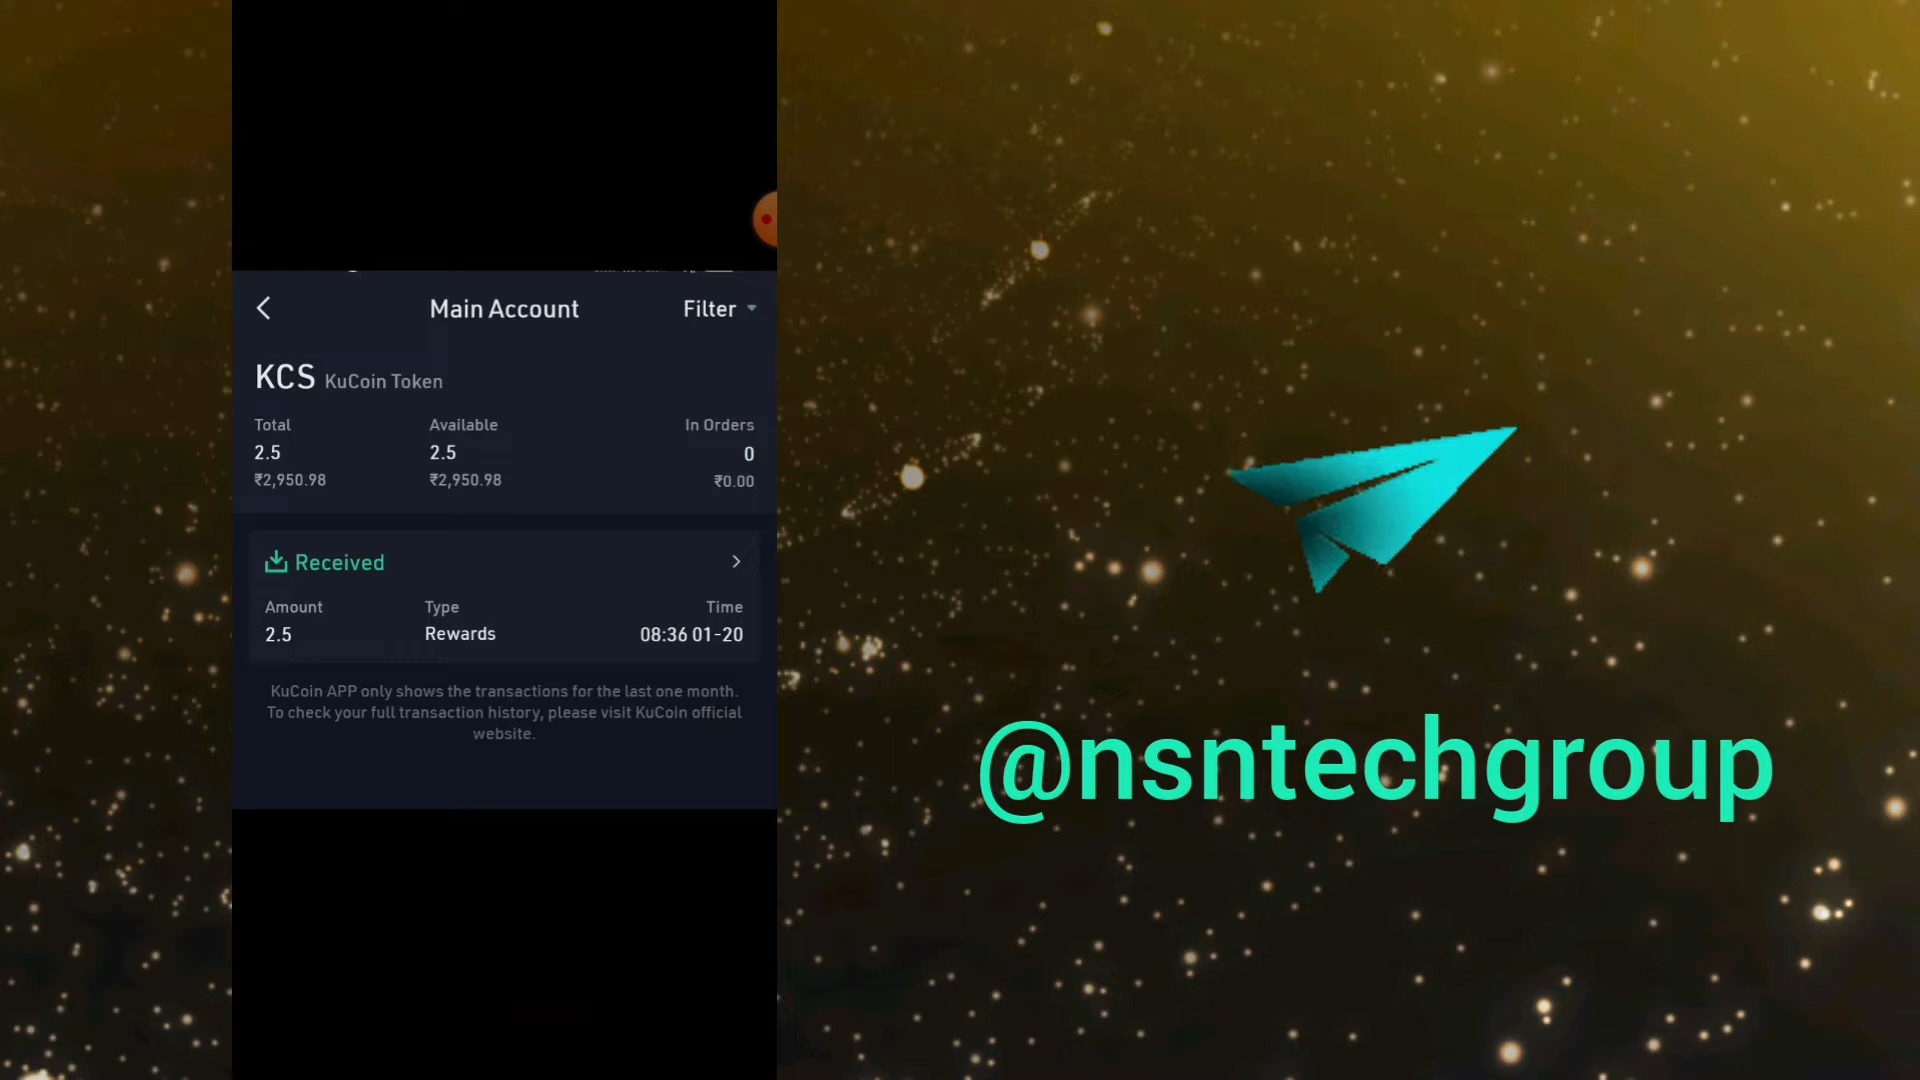 Main Account
Filter
KCS KuCoin Token
Total Available In Orders
2.5 2.5 0
₹2,950.98 ₹2,950.98 ₹0.00
Received
Amount Type Time
2.5 Rewards 08:36 01-20
KuCoin APP only shows the transactions for the last one month.
To check your full transaction history, please visit KuCoin official
website.
@nsntechgroup